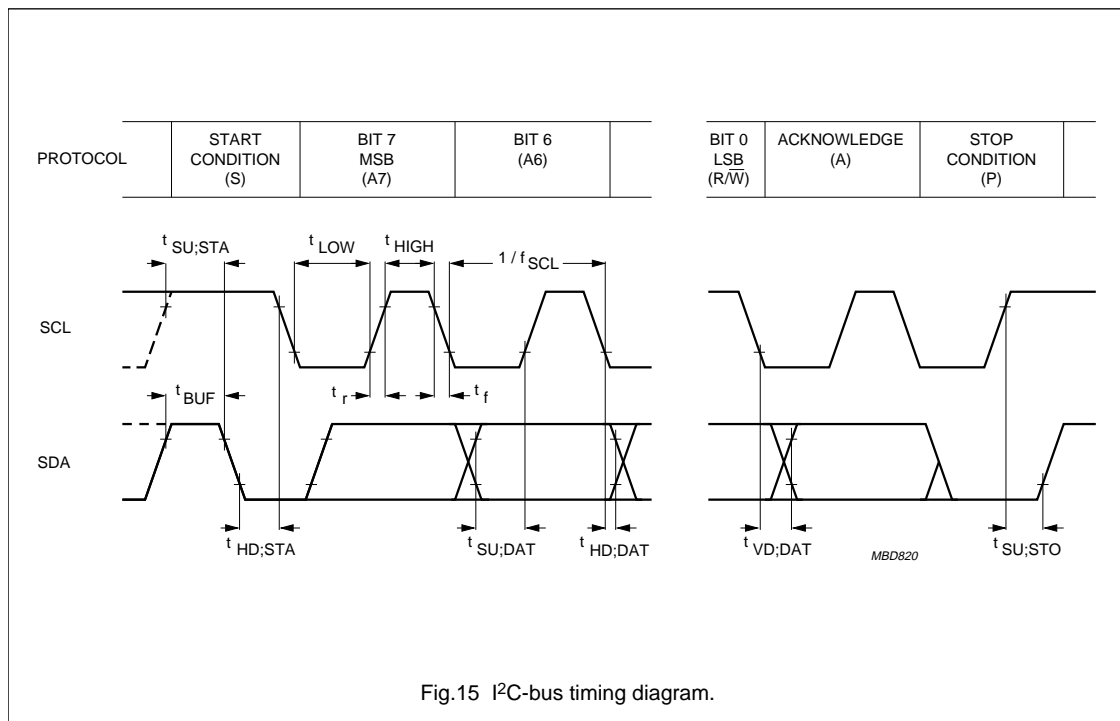 PROTOCOL
START
CONDITION
(S)
BIT 7
MSB
(A7)
BIT 6
(A6)
BIT 0
LSB
(R/W̅)
ACKNOWLEDGE
(A)
STOP
CONDITION
(P)
t SU;STA
t LOW
t HIGH
1 / f SCL
SCL
t BUF
t r
t f
SDA
t HD;STA
t SU;DAT
t HD;DAT
t VD;DAT
MBD820
t SU;STO
Fig.15 I²C-bus timing diagram.